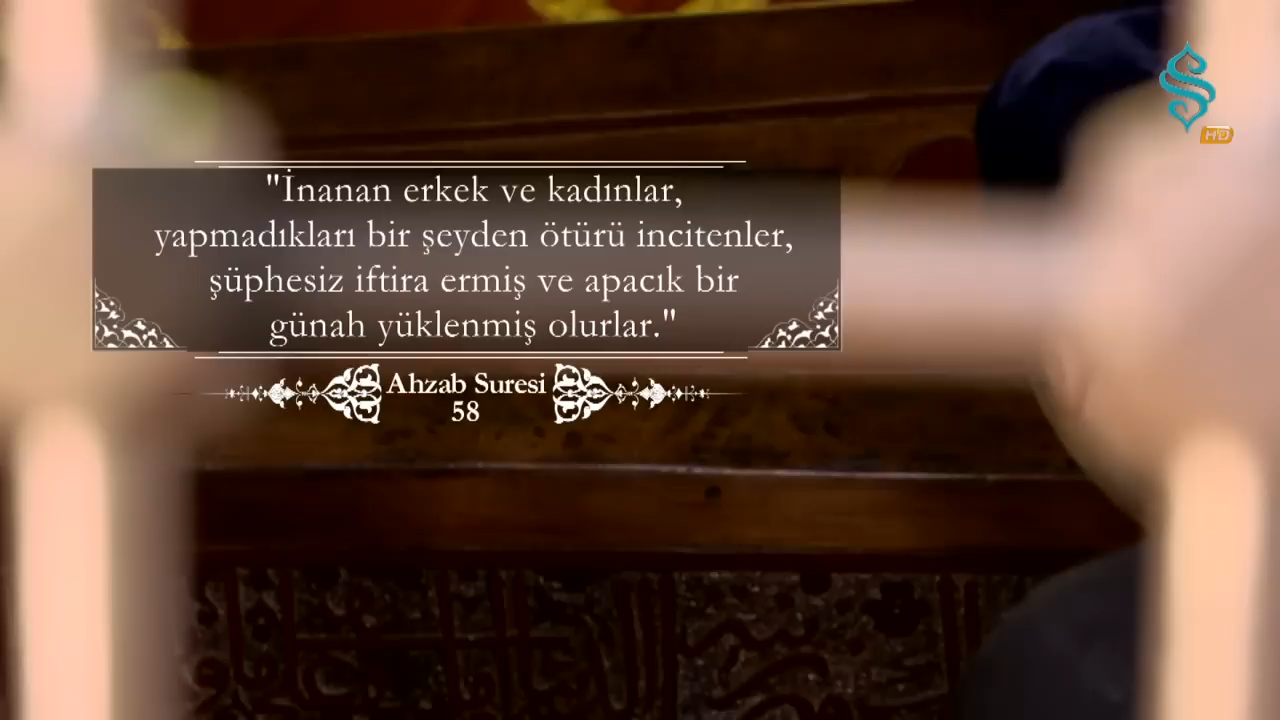 "İnanan erkek ve kadınlar,
yapmadıkları bir şeyden ötürü incitenler,
şüphesiz iftira ermiş ve apacık bir
günah yüklenmiş olurlar."
Ahzab Suresi
58
HD